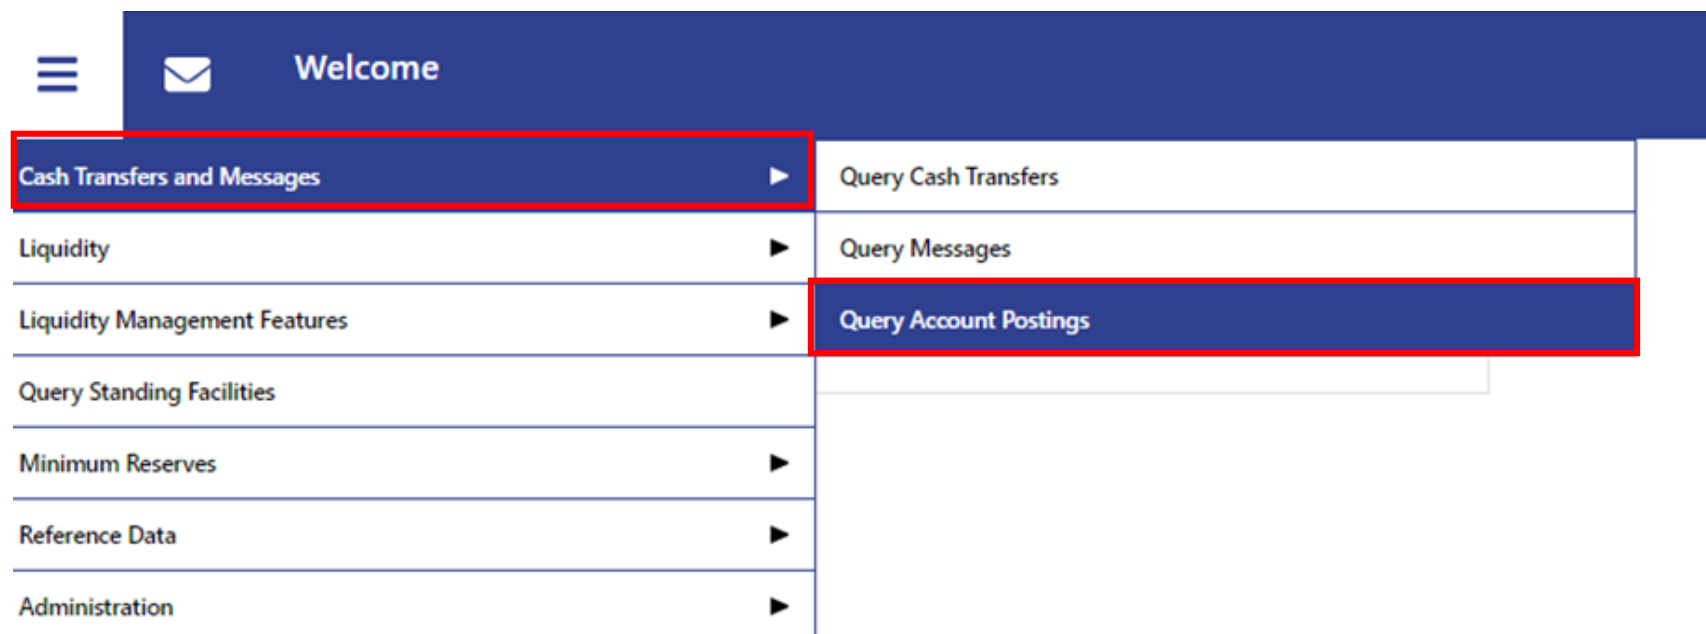 Welcome
Cash Transfers and Messages
Liquidity
Liquidity Management Features
Query Standing Facilities
Minimum Reserves
Reference Data
Administration
Query Cash Transfers
Query Messages
Query Account Postings